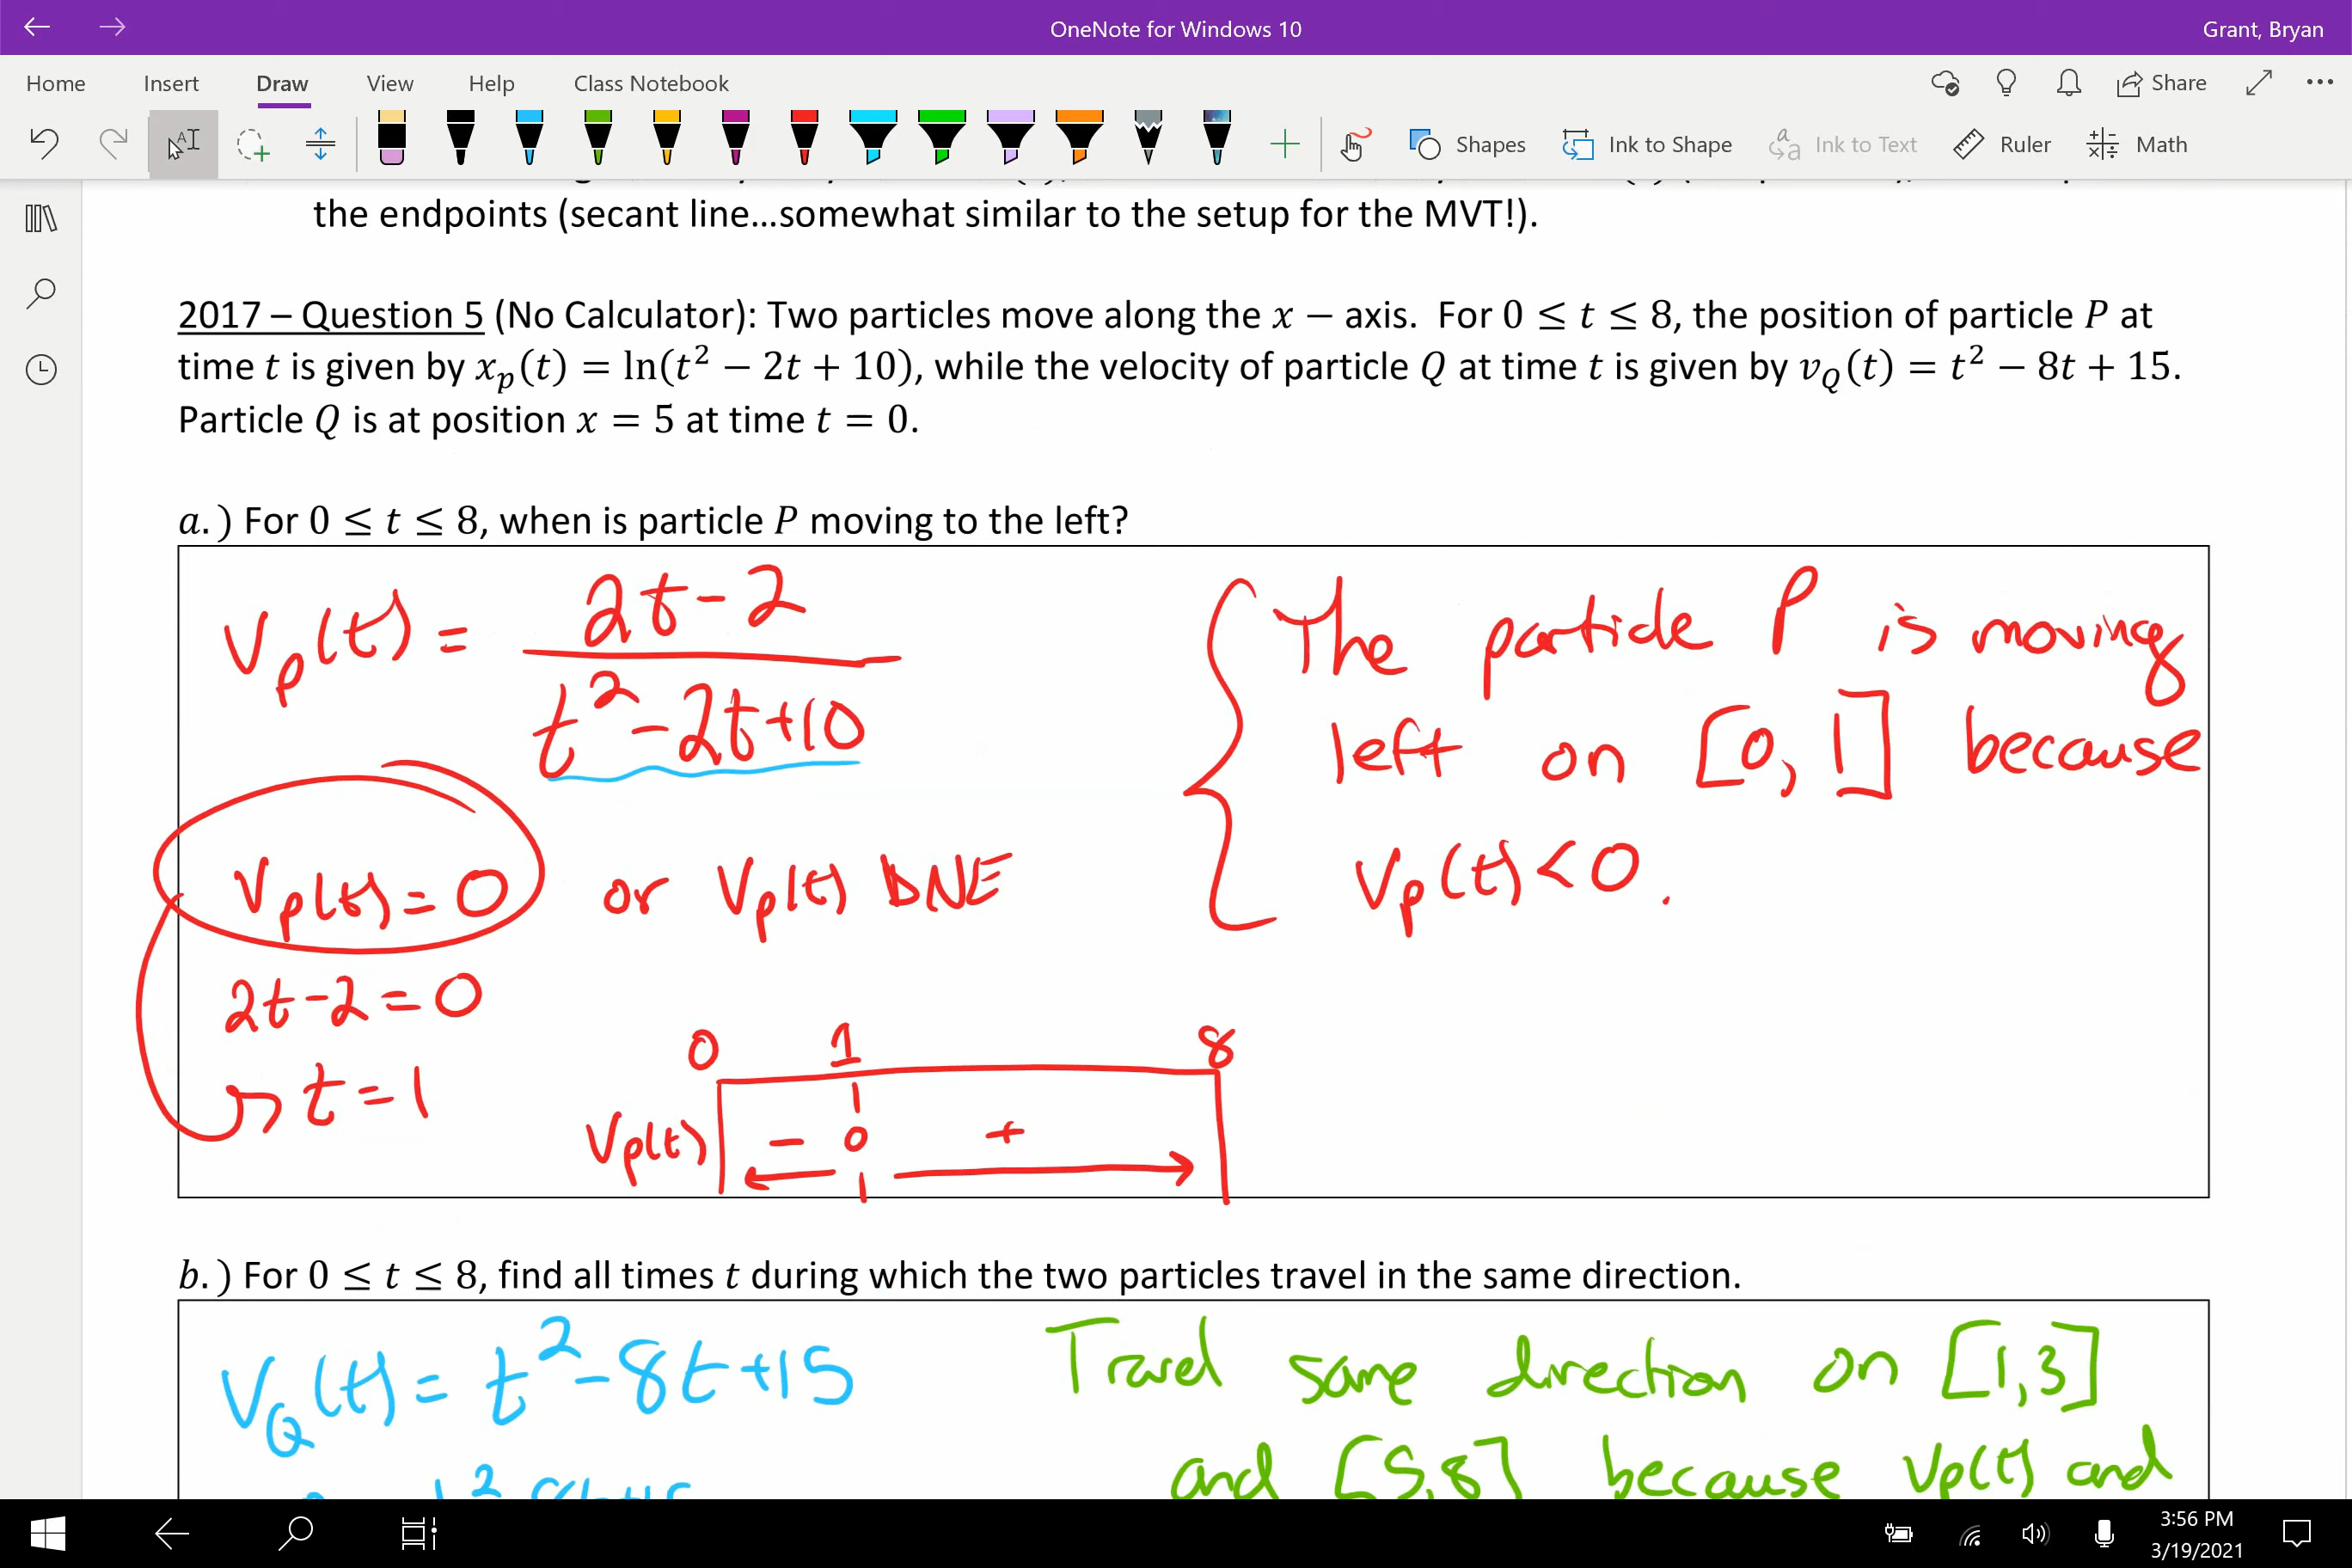 OneNote for Windows 10
Grant, Bryan
Home Insert Draw View Help Class Notebook Share
Shapes Ink to Shape Ink to Text Ruler Math
the endpoints (secant line...somewhat similar to the setup for the MVT!).
2017 – Question 5 (No Calculator): Two particles move along the x − axis. For 0 ≤ t ≤ 8, the position of particle P at
time t is given by xₚ(t) = ln(t² − 2t + 10), while the velocity of particle Q at time t is given by v_Q(t) = t² − 8t + 15.
Particle Q is at position x = 5 at time t = 0.
a.) For 0 ≤ t ≤ 8, when is particle P moving to the left?
Vp(t) = (2t-2)/(t²-2t+10)
Vp(t)=0 or Vp(t) DNE
2t-2=0
t=1
0 1 8
Vp(t) - 0 +
The particle P is moving
left on [0, 1] because
Vp(t)<0.
b.) For 0 ≤ t ≤ 8, find all times t during which the two particles travel in the same direction.
V_Q(t) = t²-8t+15
Travel same direction on [1,3]
and [5,8] because Vp(t) and
3:56 PM
3/19/2021